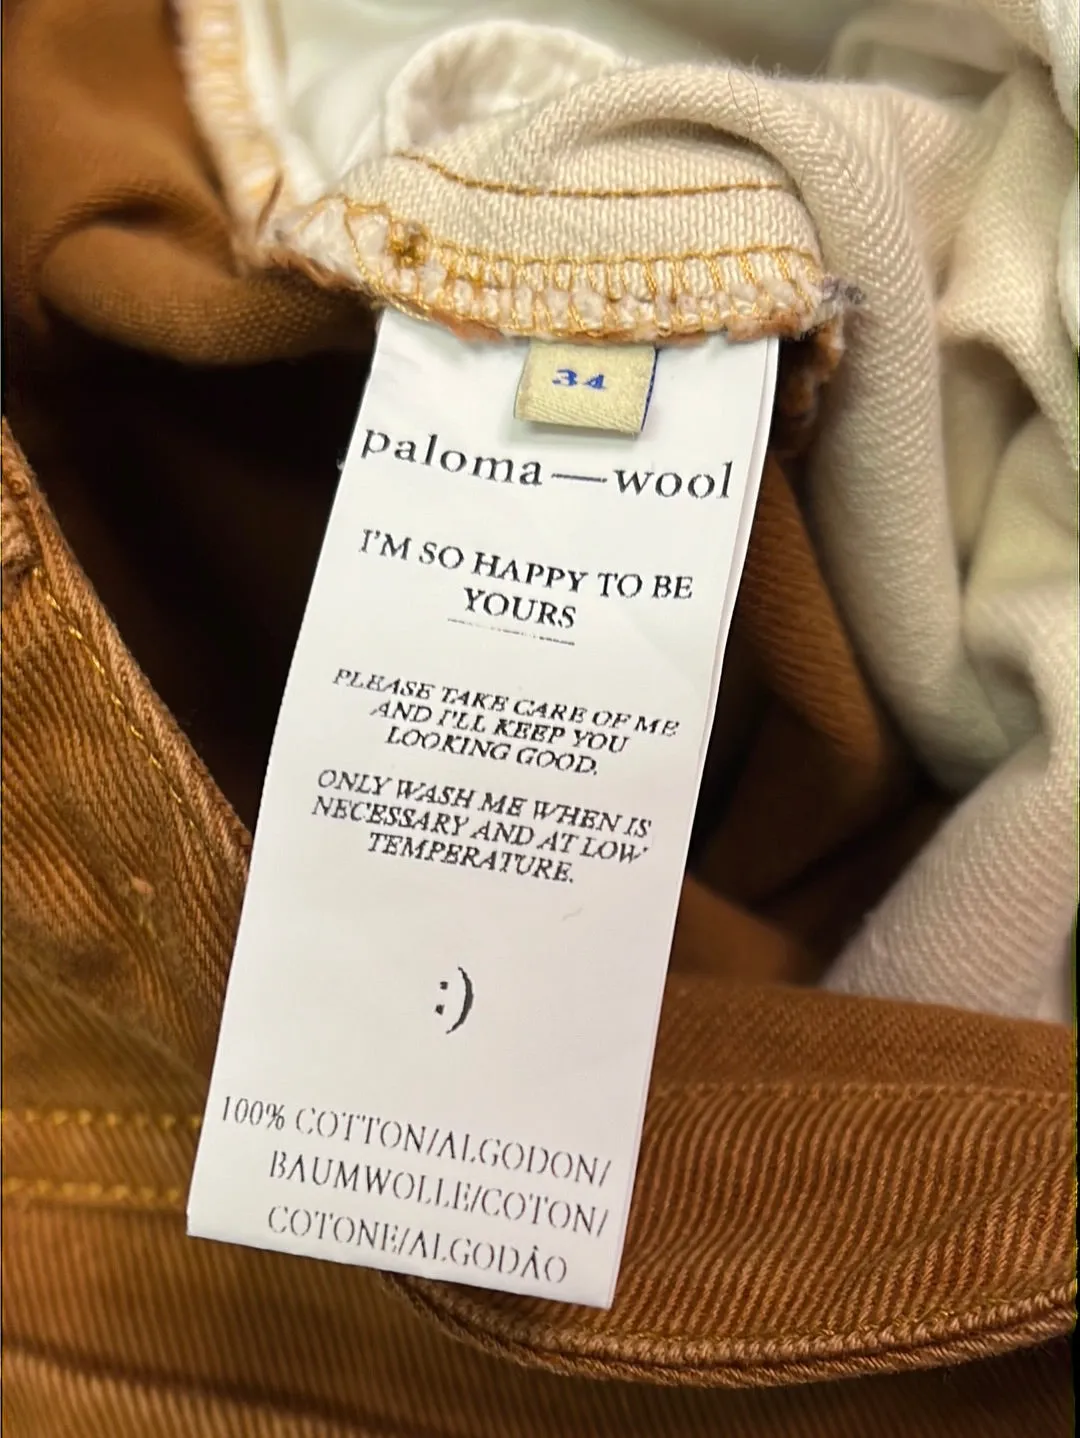 34
paloma—wool
I'M SO HAPPY TO BE
YOURS
PLEASE TAKE CARE OF ME
AND I'LL KEEP YOU
LOOKING GOOD.
ONLY WASH ME WHEN IS
NECESSARY AND AT LOW
TEMPERATURE.
:)
100% COTTON/ALGODON/
BAUMWOLLE/COTON/
COTONE/ALGODÃO